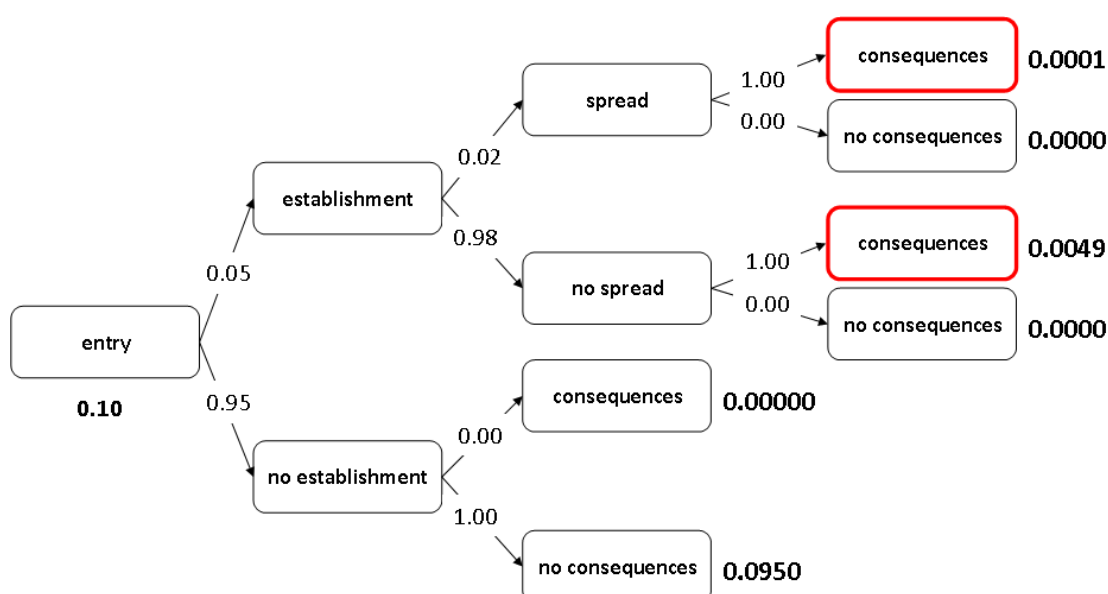 consequences
0.0001
1.00
spread
0.00
no consequences
0.0000
0.02
establishment
0.98
consequences
0.0049
1.00
0.05
no spread
0.00
no consequences
0.0000
entry
0.10
0.95
consequences
0.00000
0.00
no establishment
1.00
no consequences
0.0950